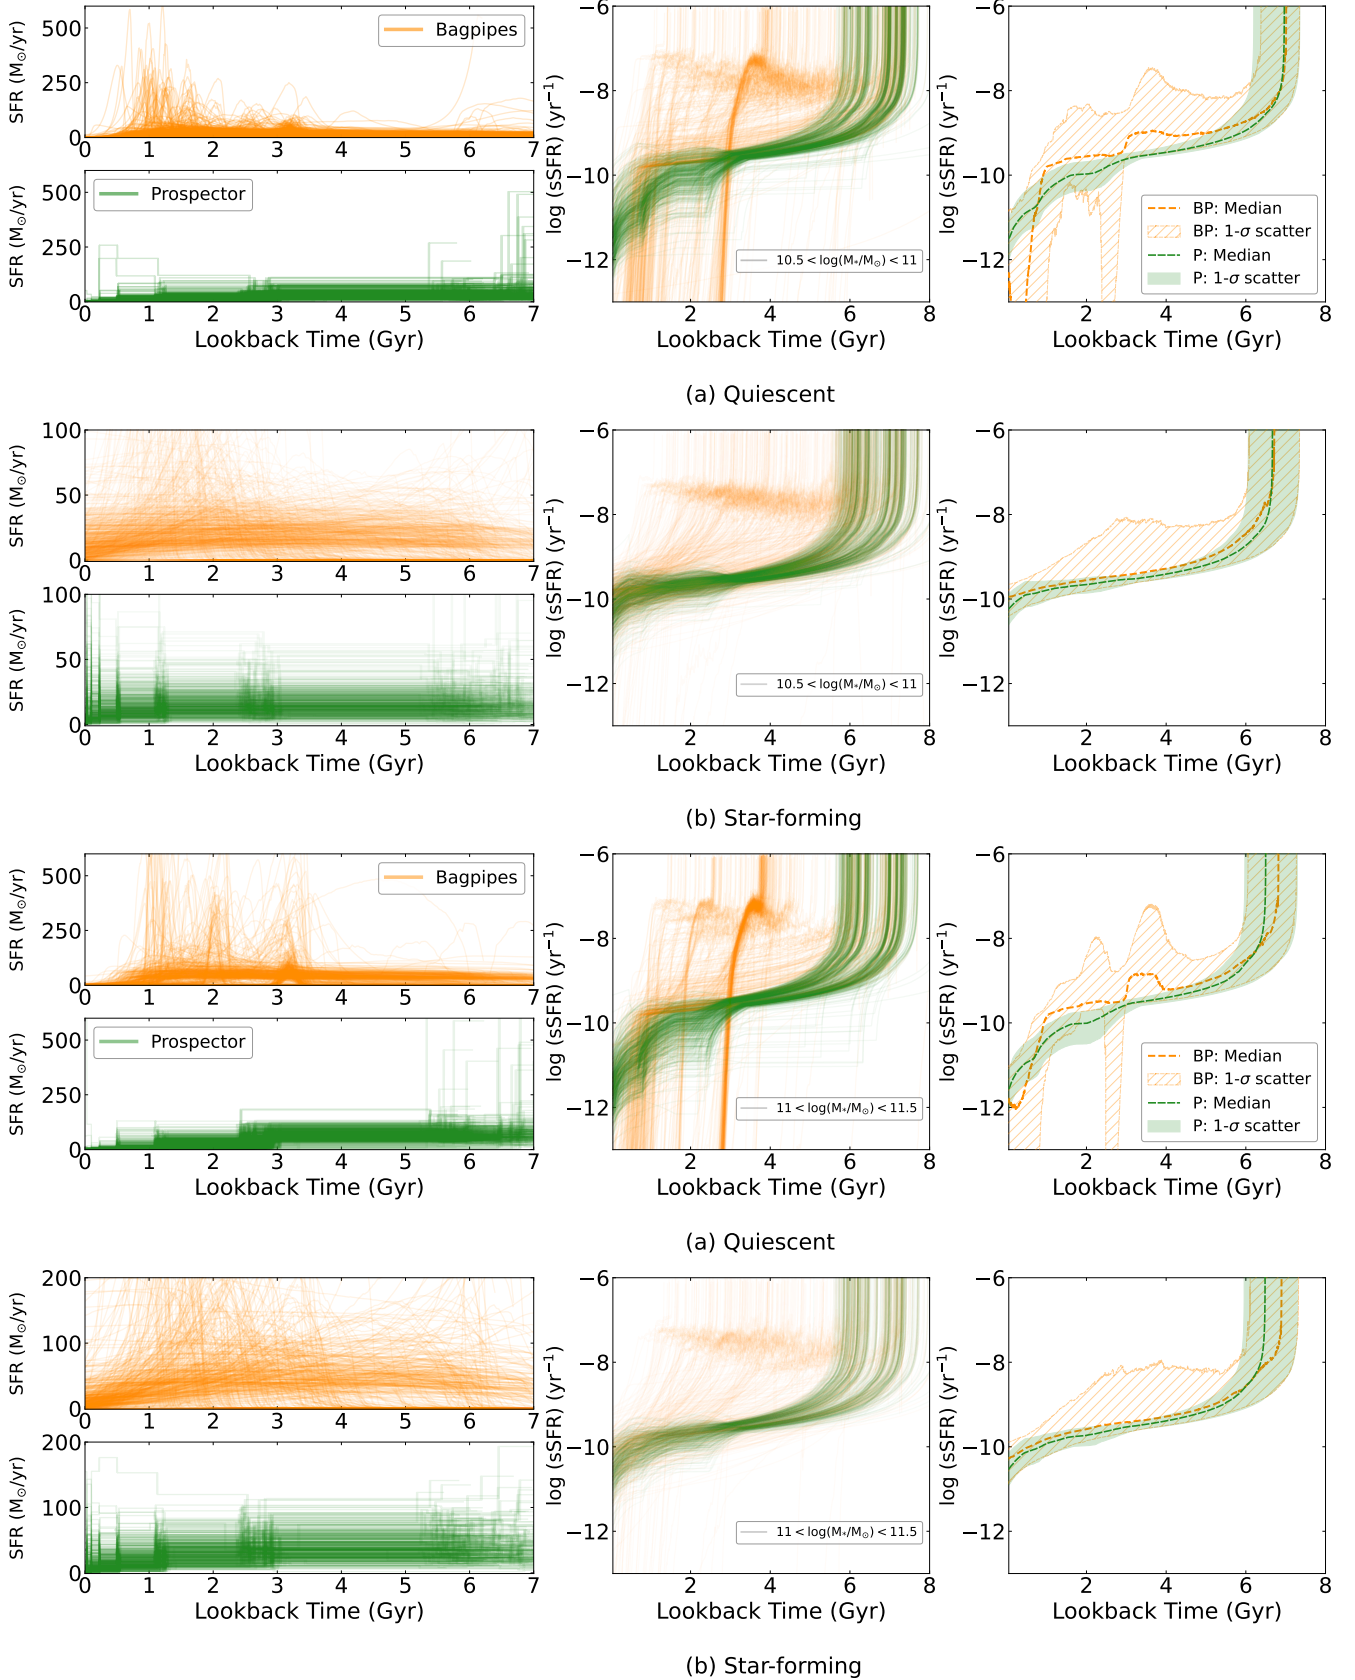 SFR (M⊙/yr)
500
250
0
Bagpipes
0 1 2 3 4 5 6 7
SFR (M⊙/yr)
500
250
0
Prospector
0 1 2 3 4 5 6 7
Lookback Time (Gyr)
log (sSFR) (yr⁻¹)
−6
−8
−10
−12
10.5 < log(M*/M⊙) < 11
2 4 6 8
Lookback Time (Gyr)
log (sSFR) (yr⁻¹)
−6
−8
−10
−12
BP: Median
BP: 1-σ scatter
P: Median
P: 1-σ scatter
2 4 6 8
Lookback Time (Gyr)
(a) Quiescent
SFR (M⊙/yr)
100
50
0
0 1 2 3 4 5 6 7
SFR (M⊙/yr)
100
50
0
0 1 2 3 4 5 6 7
Lookback Time (Gyr)
log (sSFR) (yr⁻¹)
−6
−8
−10
−12
10.5 < log(M*/M⊙) < 11
2 4 6 8
Lookback Time (Gyr)
log (sSFR) (yr⁻¹)
−6
−8
−10
−12
2 4 6 8
Lookback Time (Gyr)
(b) Star-forming
SFR (M⊙/yr)
500
250
0
Bagpipes
0 1 2 3 4 5 6 7
SFR (M⊙/yr)
500
250
0
Prospector
0 1 2 3 4 5 6 7
Lookback Time (Gyr)
log (sSFR) (yr⁻¹)
−6
−8
−10
−12
11 < log(M*/M⊙) < 11.5
2 4 6 8
Lookback Time (Gyr)
log (sSFR) (yr⁻¹)
−6
−8
−10
−12
BP: Median
BP: 1-σ scatter
P: Median
P: 1-σ scatter
2 4 6 8
Lookback Time (Gyr)
(a) Quiescent
SFR (M⊙/yr)
200
100
0
0 1 2 3 4 5 6 7
SFR (M⊙/yr)
200
100
0
0 1 2 3 4 5 6 7
Lookback Time (Gyr)
log (sSFR) (yr⁻¹)
−6
−8
−10
−12
11 < log(M*/M⊙) < 11.5
2 4 6 8
Lookback Time (Gyr)
log (sSFR) (yr⁻¹)
−6
−8
−10
−12
2 4 6 8
Lookback Time (Gyr)
(b) Star-forming